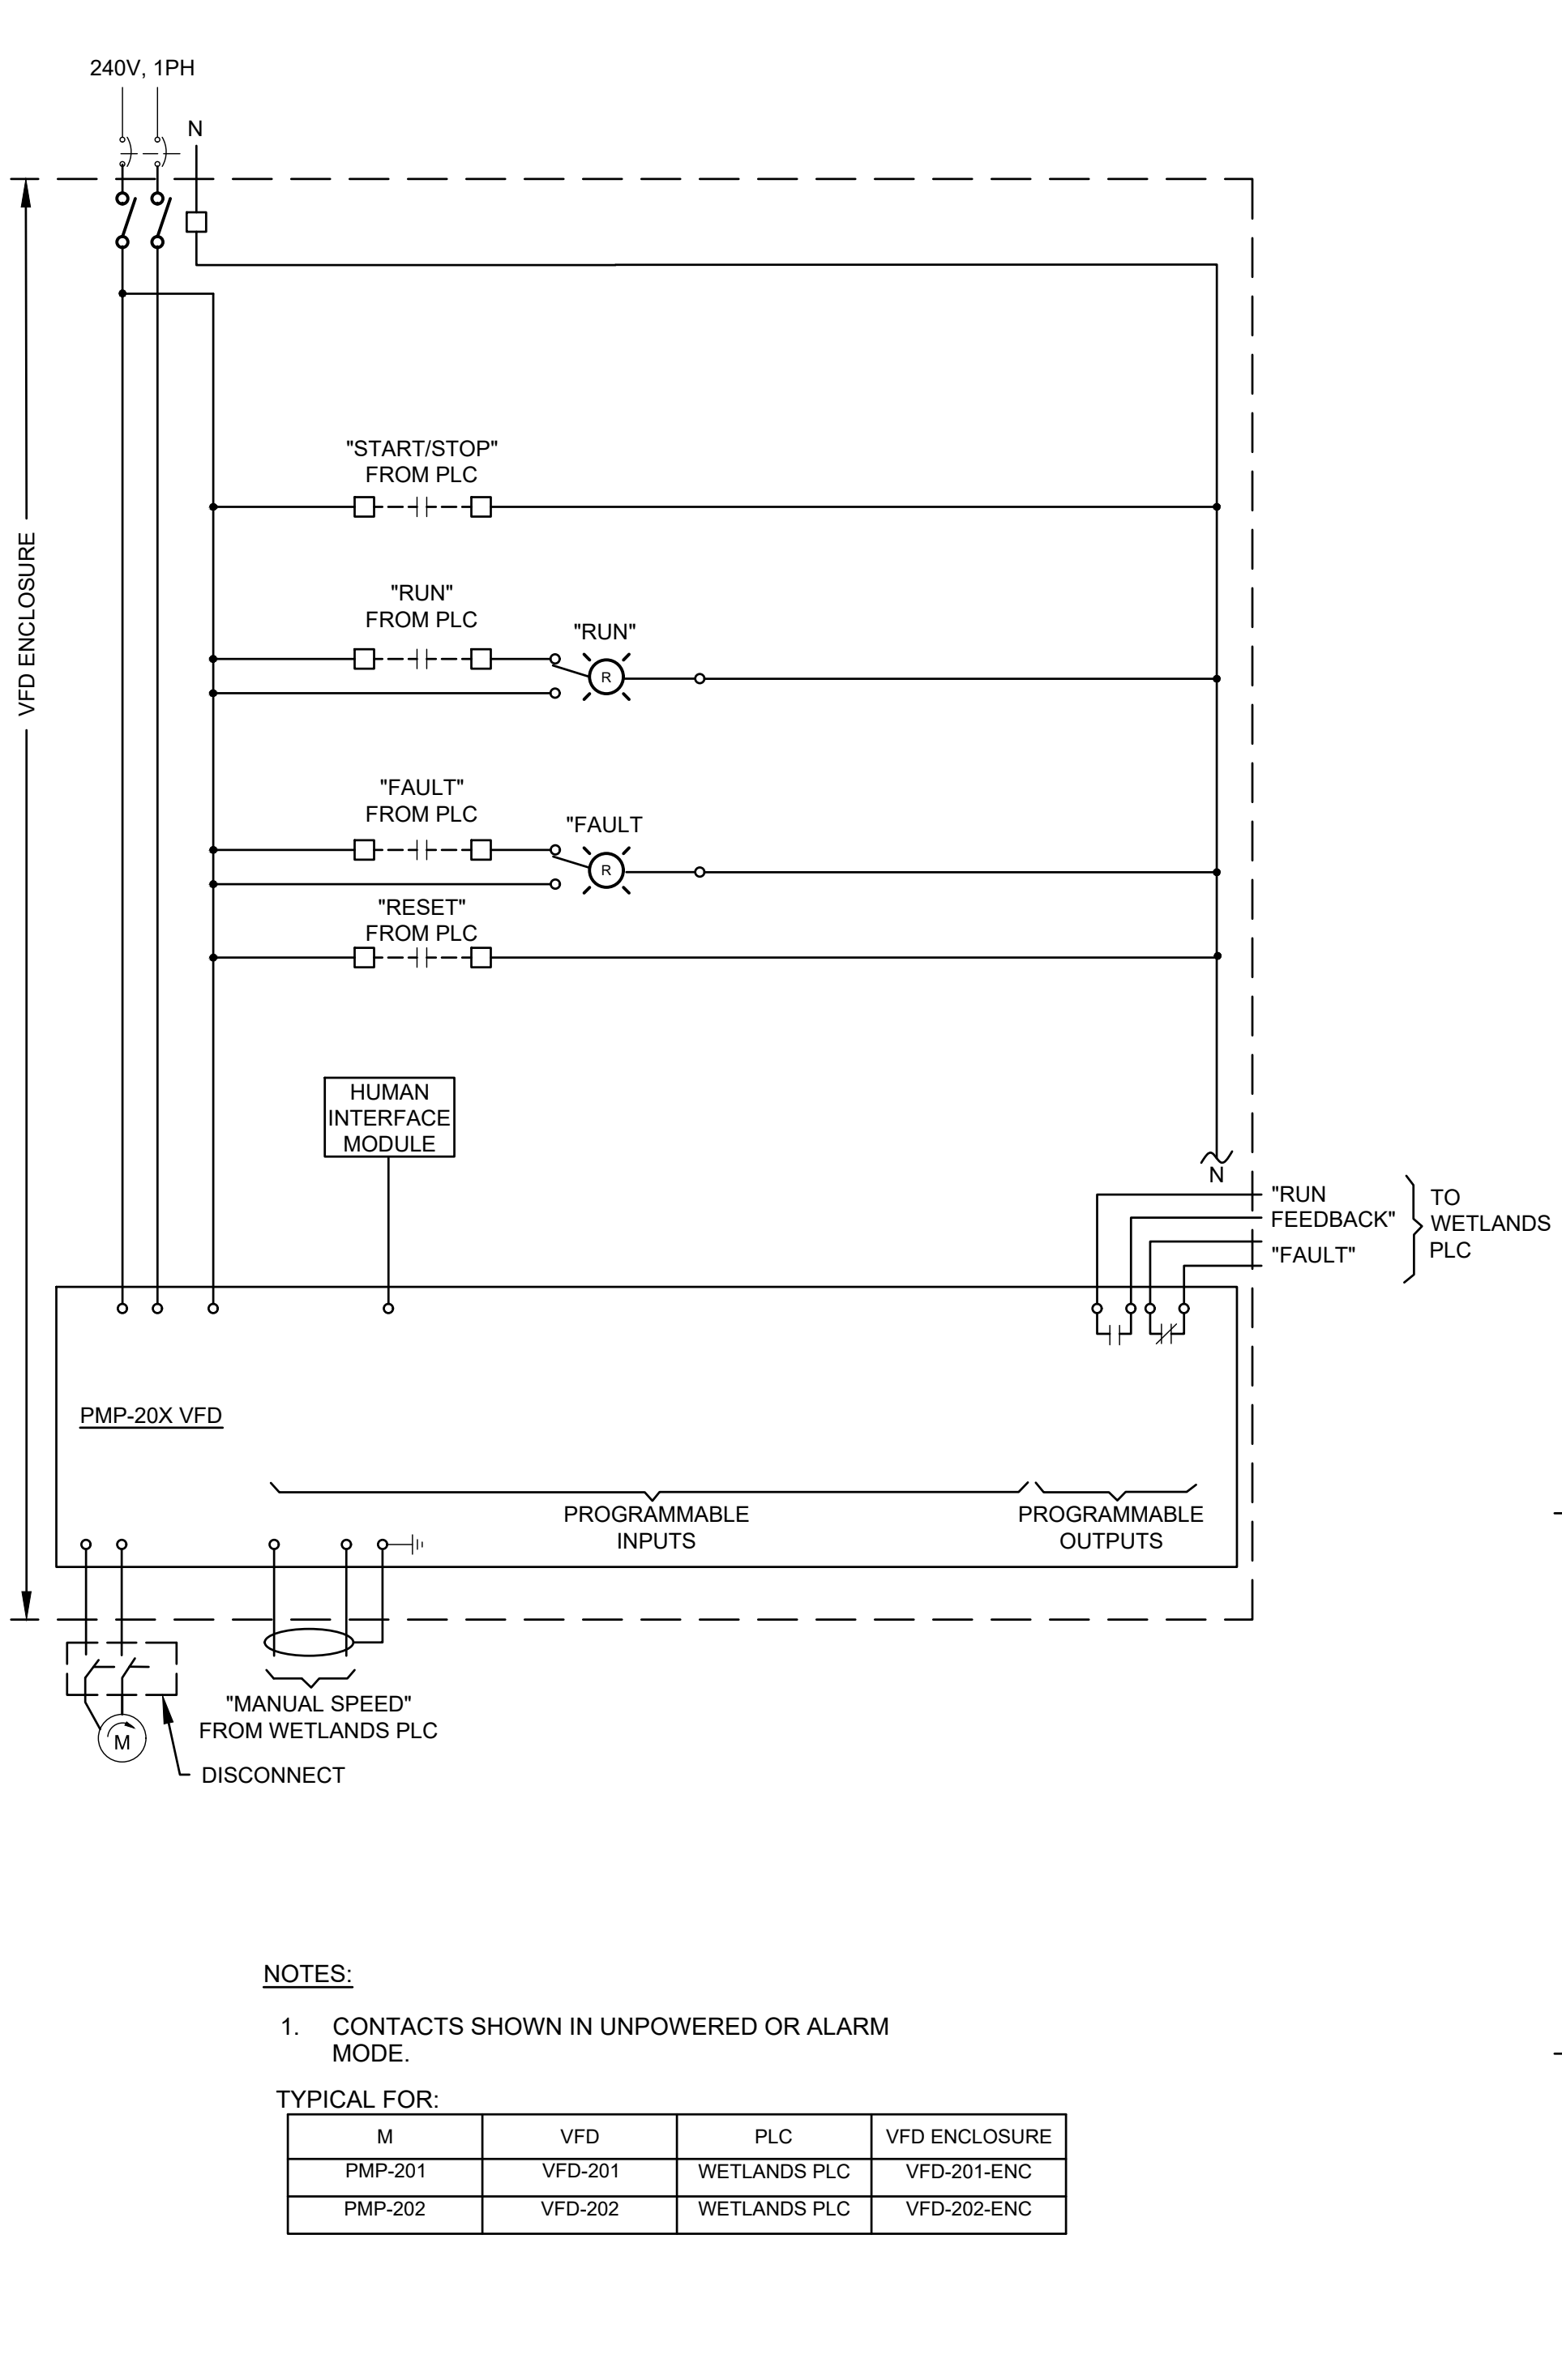 240V, 1PH
N
VFD ENCLOSURE
"START/STOP"
FROM PLC
"RUN"
FROM PLC
"RUN"
R
"FAULT"
FROM PLC
"FAULT
R
"RESET"
FROM PLC
HUMAN
INTERFACE
MODULE
N
"RUN
FEEDBACK"
"FAULT"
TO
WETLANDS
PLC
PMP-20X VFD
PROGRAMMABLE
INPUTS
PROGRAMMABLE
OUTPUTS
"MANUAL SPEED"
FROM WETLANDS PLC
M
DISCONNECT
NOTES:
1. CONTACTS SHOWN IN UNPOWERED OR ALARM
MODE.
TYPICAL FOR:
M VFD PLC VFD ENCLOSURE
PMP-201 VFD-201 WETLANDS PLC VFD-201-ENC
PMP-202 VFD-202 WETLANDS PLC VFD-202-ENC